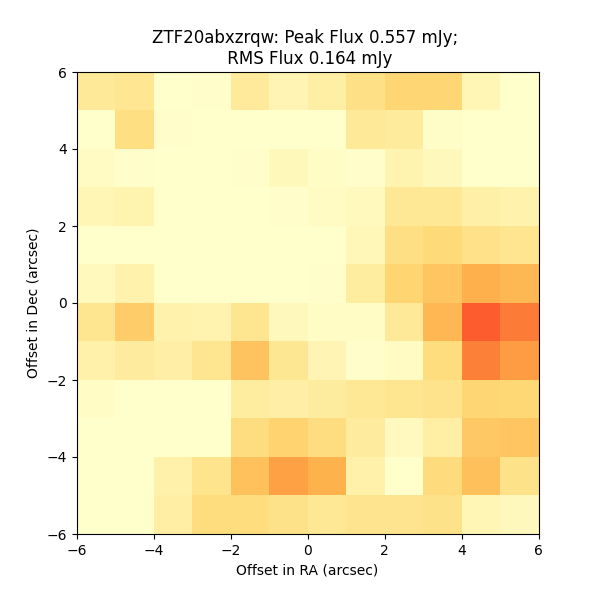 ZTF20abxzrqw: Peak Flux 0.557 mJy;
RMS Flux 0.164 mJy
6
4
2
0
−2
−4
−6
Offset in Dec (arcsec)
−6 −4 −2 0 2 4 6
Offset in RA (arcsec)